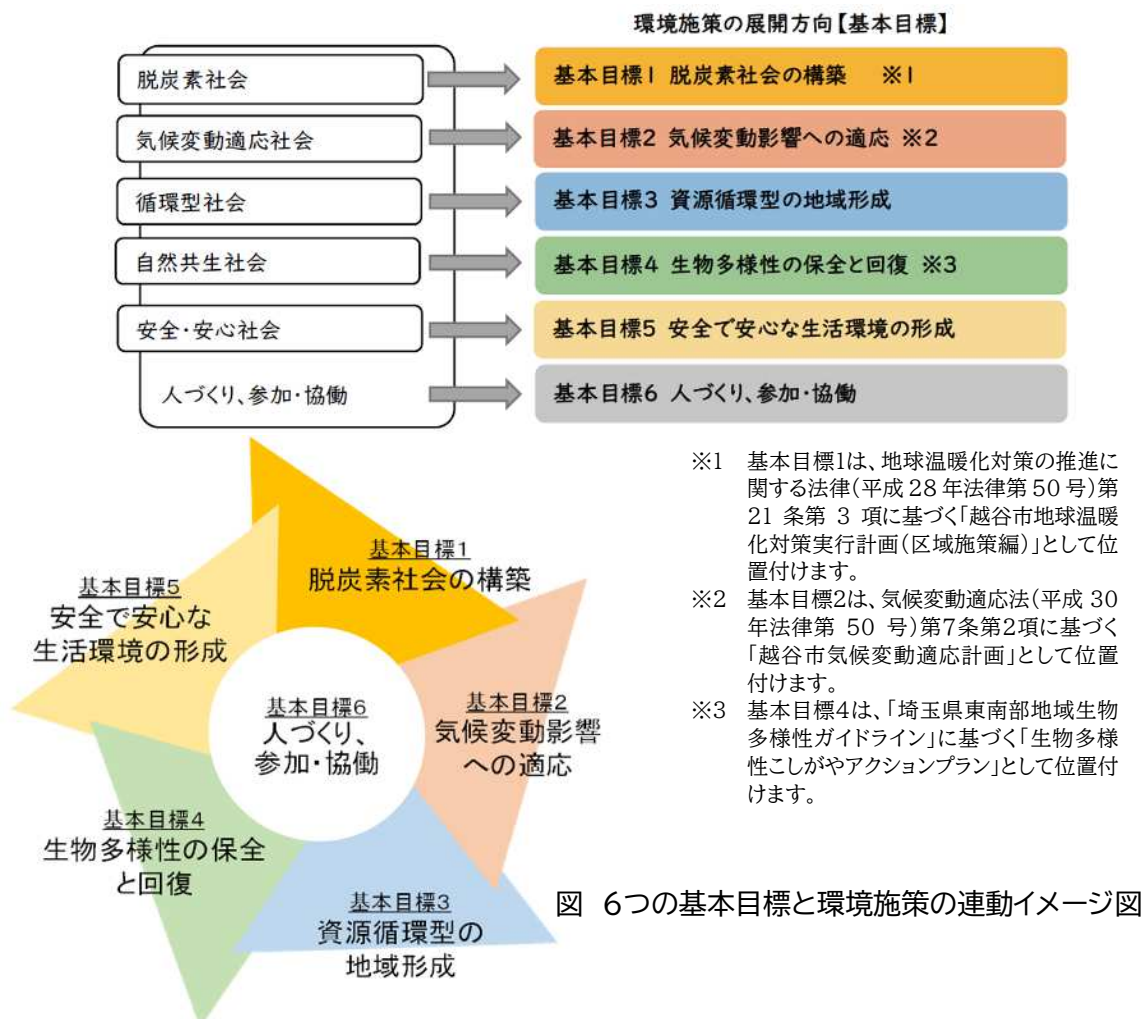 環境施策の展開方向【基本目標】
脱炭素社会
基本目標1 脱炭素社会の構築 ※1
気候変動適応社会
基本目標2 気候変動影響への適応 ※2
循環型社会
基本目標3 資源循環型の地域形成
自然共生社会
基本目標4 生物多様性の保全と回復 ※3
安全・安心社会
基本目標5 安全で安心な生活環境の形成
人づくり、参加・協働
基本目標6 人づくり、参加・協働
基本目標1
脱炭素社会の構築
基本目標2
気候変動影響
への適応
基本目標3
資源循環型の
地域形成
基本目標4
生物多様性の保全
と回復
基本目標5
安全で安心な
生活環境の形成
基本目標6
人づくり、
参加・協働
※1 基本目標1は、地球温暖化対策の推進に
関する法律(平成28年法律第50号)第
21条第3項に基づく「越谷市地球温暖
化対策実行計画(区域施策編)」として位
置付けます。
※2 基本目標2は、気候変動適応法(平成30
年法律第50号)第7条第2項に基づく
「越谷市気候変動適応計画」として位置
付けます。
※3 基本目標4は、「埼玉県東南部地域生物
多様性ガイドライン」に基づく「生物多様
性こしがやアクションプラン」として位置付
けます。
図 6つの基本目標と環境施策の連動イメージ図